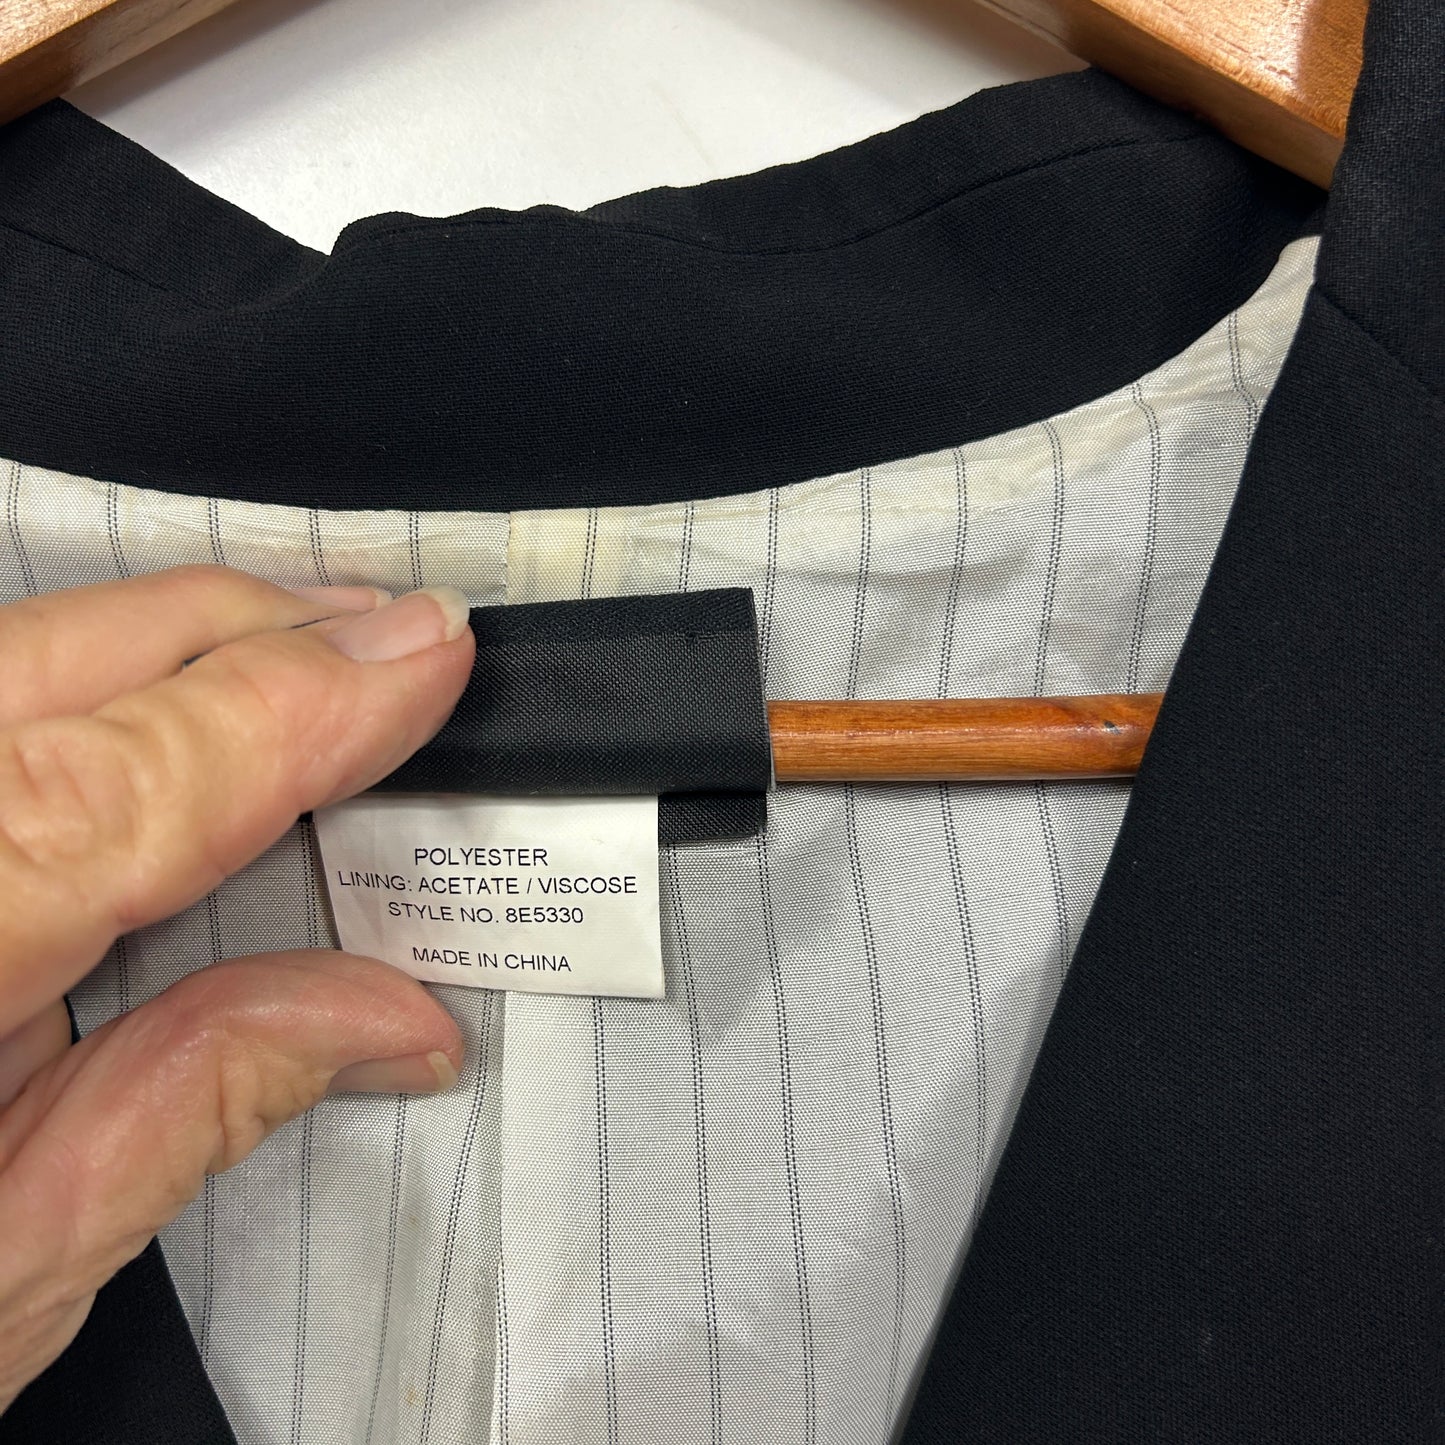 POLYESTER
LINING: ACETATE / VISCOSE
STYLE NO. 8E5330
MADE IN CHINA